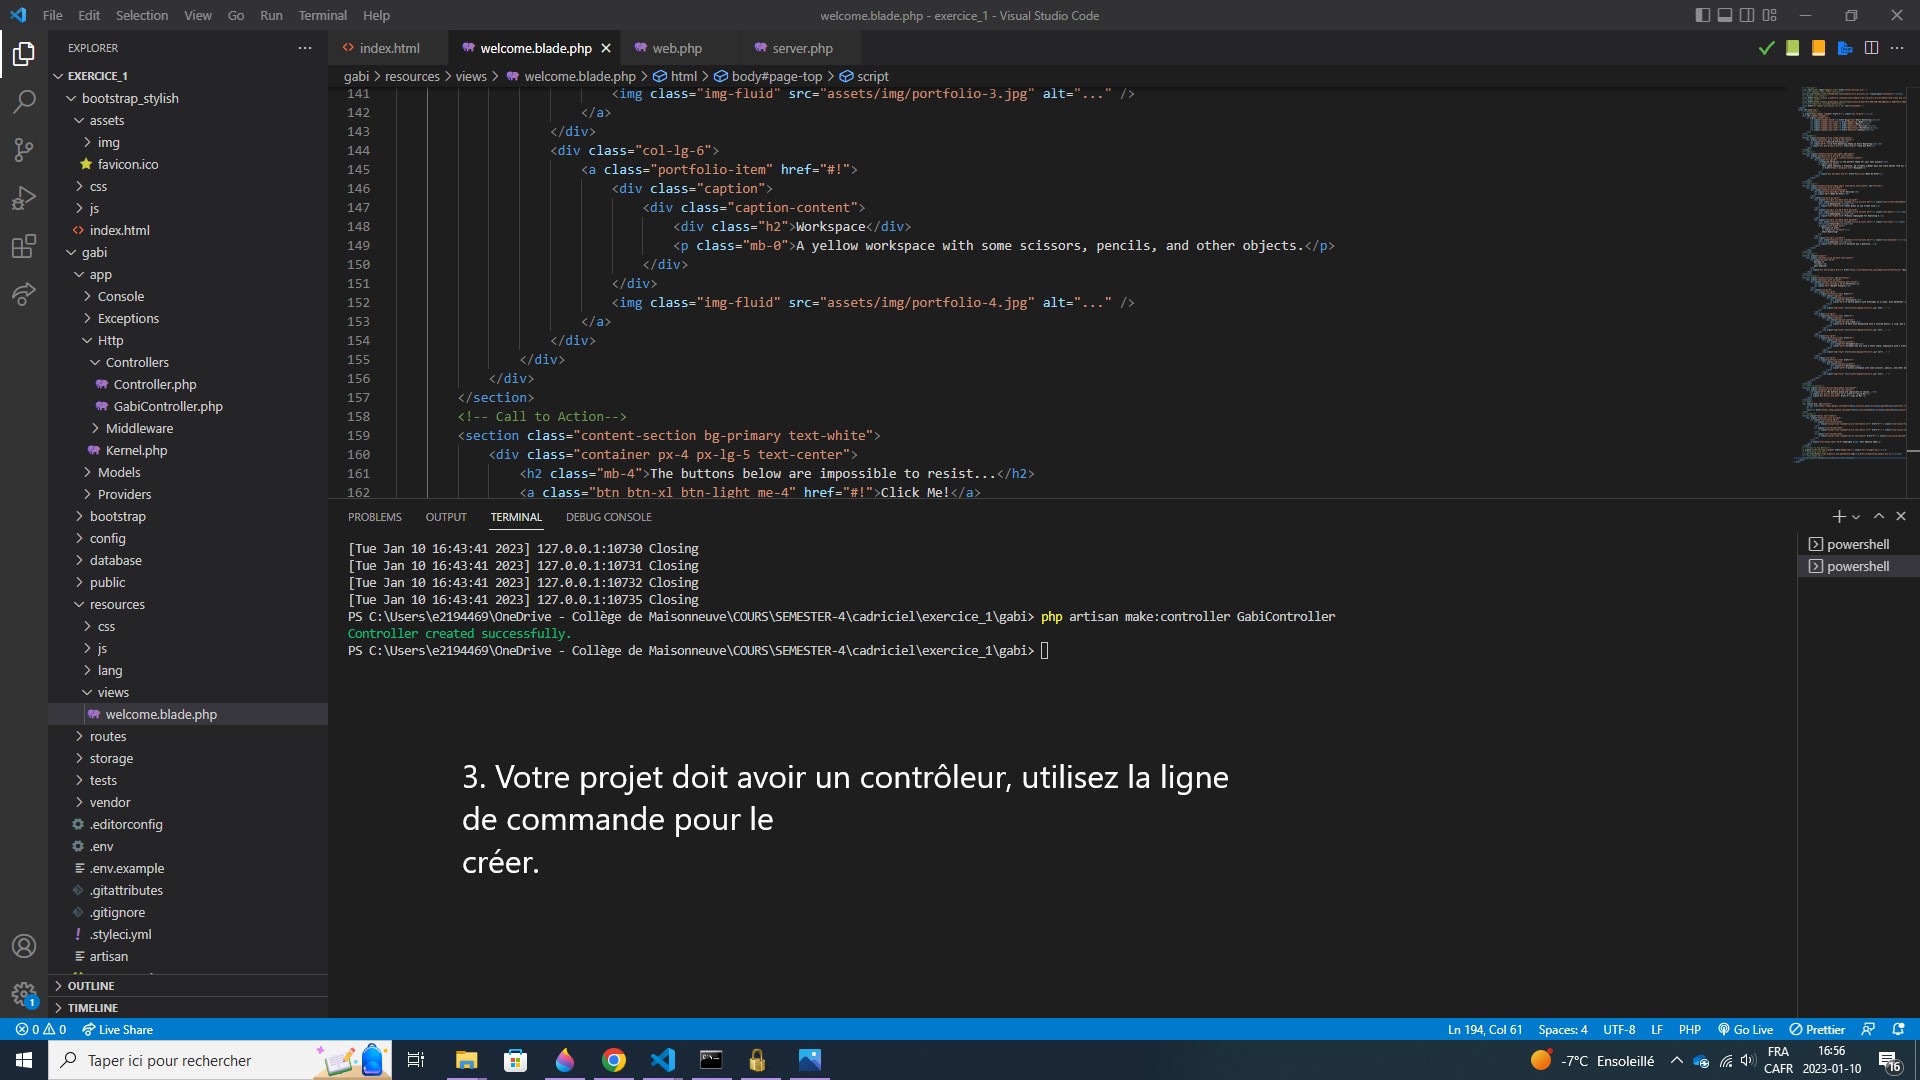 File Edit Selection View Go Run Terminal Help
welcome.blade.php - exercice_1 - Visual Studio Code
EXPLORER
EXERCICE_1
bootstrap_stylish
assets
img
favicon.ico
css
js
index.html
gabi
app
Console
Exceptions
Http
Controllers
Controller.php
GabiController.php
Middleware
Kernel.php
Models
Providers
bootstrap
config
database
public
resources
css
js
lang
views
welcome.blade.php
routes
storage
tests
vendor
.editorconfig
.env
.env.example
.gitattributes
.gitignore
.styleci.yml
artisan
OUTLINE
TIMELINE
index.html welcome.blade.php web.php server.php
gabi > resources > views > welcome.blade.php > html > body#page-top > script
141 <img class="img-fluid" src="assets/img/portfolio-3.jpg" alt="..." />
142 </a>
143 </div>
144 <div class="col-lg-6">
145 <a class="portfolio-item" href="#!">
146 <div class="caption">
147 <div class="caption-content">
148 <div class="h2">Workspace</div>
149 <p class="mb-0">A yellow workspace with some scissors, pencils, and other objects.</p>
150 </div>
151 </div>
152 <img class="img-fluid" src="assets/img/portfolio-4.jpg" alt="..." />
153 </a>
154 </div>
155 </div>
156 </div>
157 </section>
158 <!-- Call to Action-->
159 <section class="content-section bg-primary text-white">
160 <div class="container px-4 px-lg-5 text-center">
161 <h2 class="mb-4">The buttons below are impossible to resist...</h2>
162 <a class="btn btn-xl btn-light me-4" href="#!">Click Me!</a>
PROBLEMS OUTPUT TERMINAL DEBUG CONSOLE
[Tue Jan 10 16:43:41 2023] 127.0.0.1:10730 Closing
[Tue Jan 10 16:43:41 2023] 127.0.0.1:10731 Closing
[Tue Jan 10 16:43:41 2023] 127.0.0.1:10732 Closing
[Tue Jan 10 16:43:41 2023] 127.0.0.1:10735 Closing
PS C:\Users\e2194469\OneDrive - Collège de Maisonneuve\COURS\SEMESTER-4\cadriciel\exercice_1\gabi> php artisan make:controller GabiController
Controller created successfully.
PS C:\Users\e2194469\OneDrive - Collège de Maisonneuve\COURS\SEMESTER-4\cadriciel\exercice_1\gabi>
powershell
powershell
3. Votre projet doit avoir un contrôleur, utilisez la ligne
de commande pour le
créer.
1
0 0 Live Share
Ln 194, Col 61 Spaces: 4 UTF-8 LF PHP Go Live Prettier
Taper ici pour rechercher
-7°C Ensoleillé
FRA
CAFR
16:56
2023-01-10
16